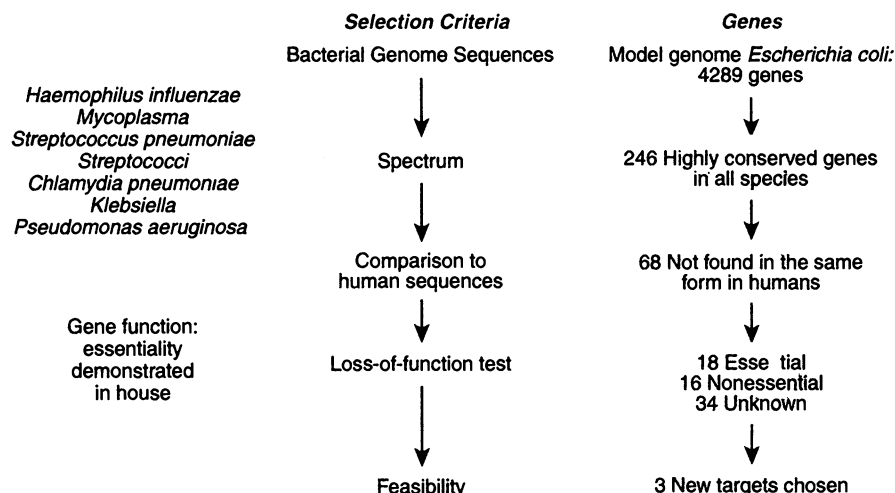 Selection Criteria
Genes
Bacterial Genome Sequences
Model genome Escherichia coli:
4289 genes
Haemophilus influenzae
Mycoplasma
Streptococcus pneumoniae
Streptococci
Chlamydia pneumoniae
Klebsiella
Pseudomonas aeruginosa
Spectrum
246 Highly conserved genes
in all species
Comparison to
human sequences
68 Not found in the same
form in humans
Gene function:
essentiality
demonstrated
in house
Loss-of-function test
18 Esse tial
16 Nonessential
34 Unknown
Feasibility
3 New targets chosen